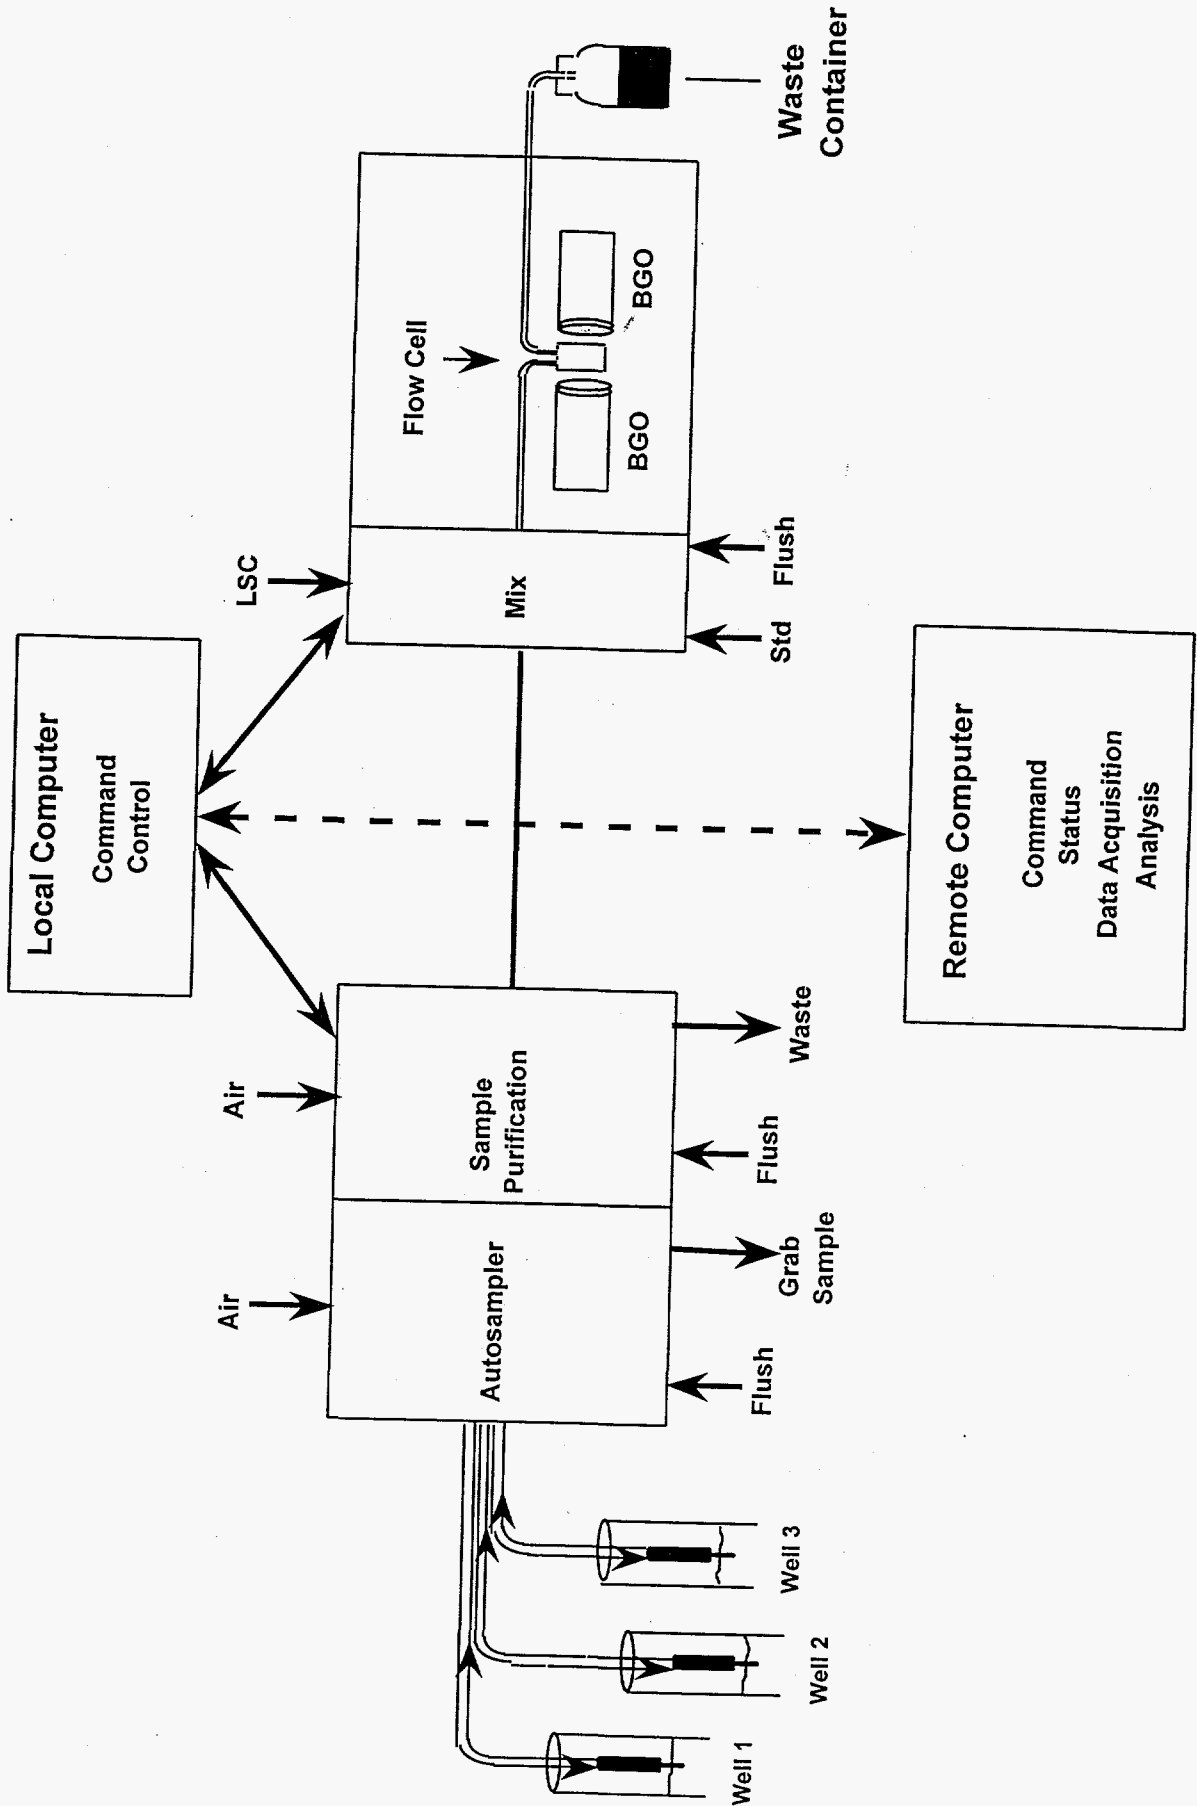 Local Computer
Command
Control
Air
Air
LSC
Autosampler
Sample
Purification
Mix
Flow Cell
BGO
BGO
Well 1
Well 2
Well 3
Flush
Grab
Sample
Flush
Waste
Std
Flush
Waste
Container
Remote Computer
Command
Status
Data Acquisition
Analysis